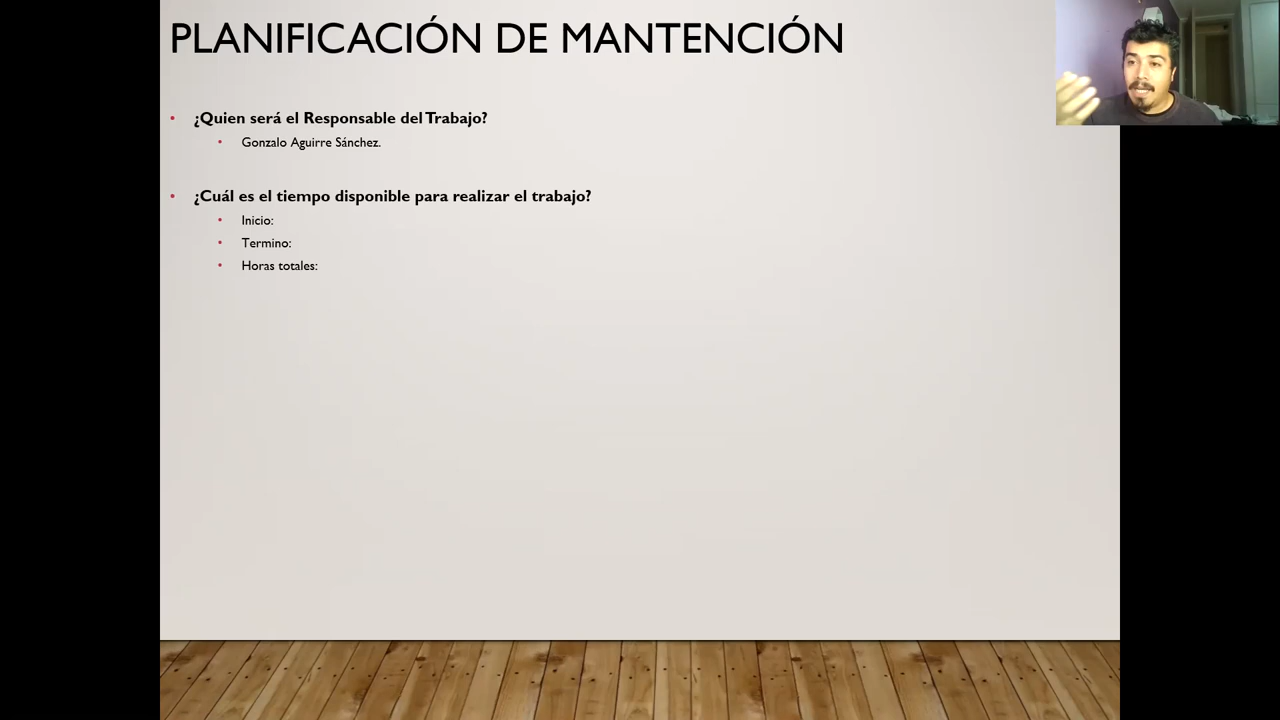 PLANIFICACIÓN DE MANTENCIÓN
¿Quien será el Responsable del Trabajo?
Gonzalo Aguirre Sánchez.
¿Cuál es el tiempo disponible para realizar el trabajo?
Inicio:
Termino:
Horas totales: